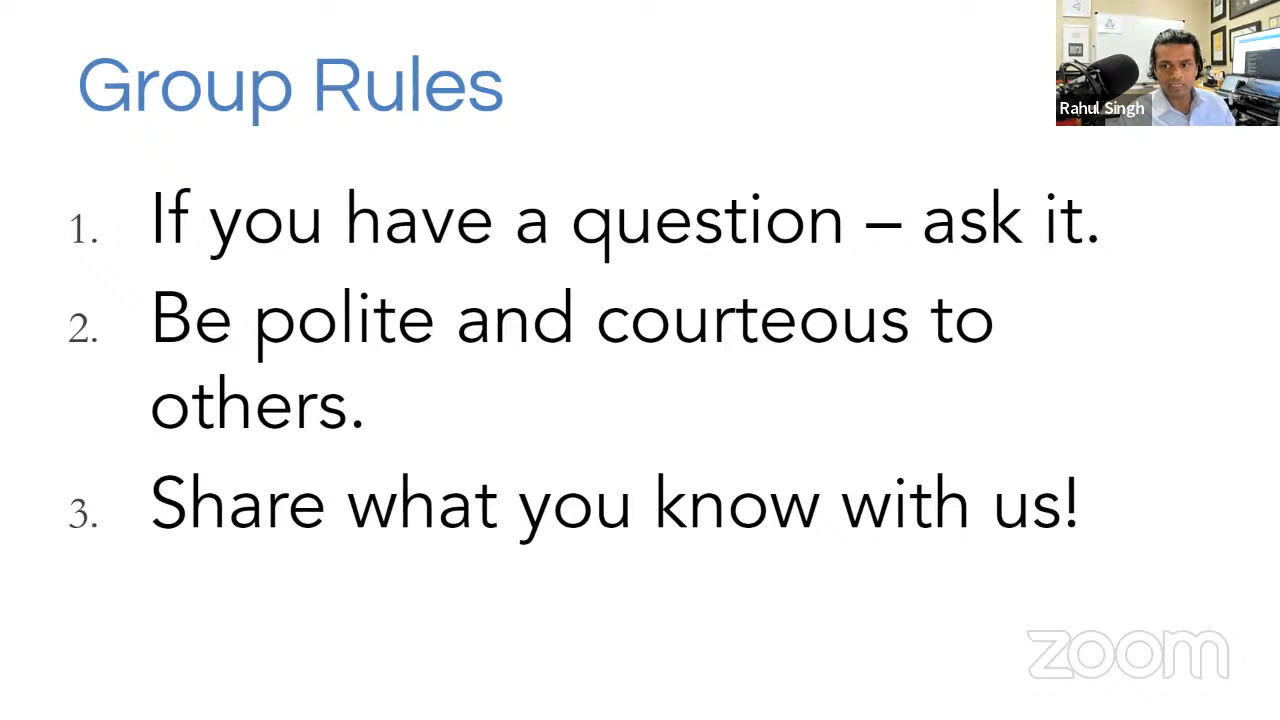 Group Rules
Rahul Singh
1. If you have a question – ask it.
2. Be polite and courteous to
others.
3. Share what you know with us!
zoom